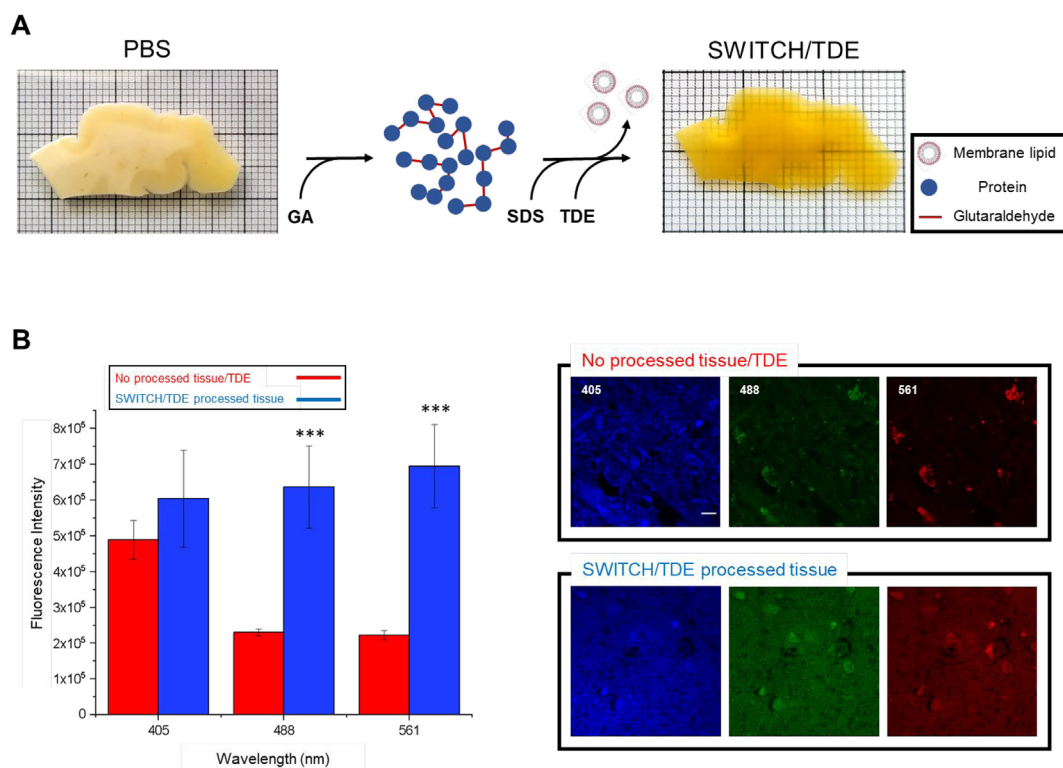 A
PBS
SWITCH/TDE
GA
SDS
TDE
Membrane lipid
Protein
Glutaraldehyde
B
No processed tissue/TDE
SWITCH/TDE processed tissue
Fluorescence Intensity
8x10⁵
7x10⁵
6x10⁵
5x10⁵
4x10⁵
3x10⁵
2x10⁵
1x10⁵
0
***
***
405
488
561
Wavelength (nm)
No processed tissue/TDE
405
488
561
SWITCH/TDE processed tissue